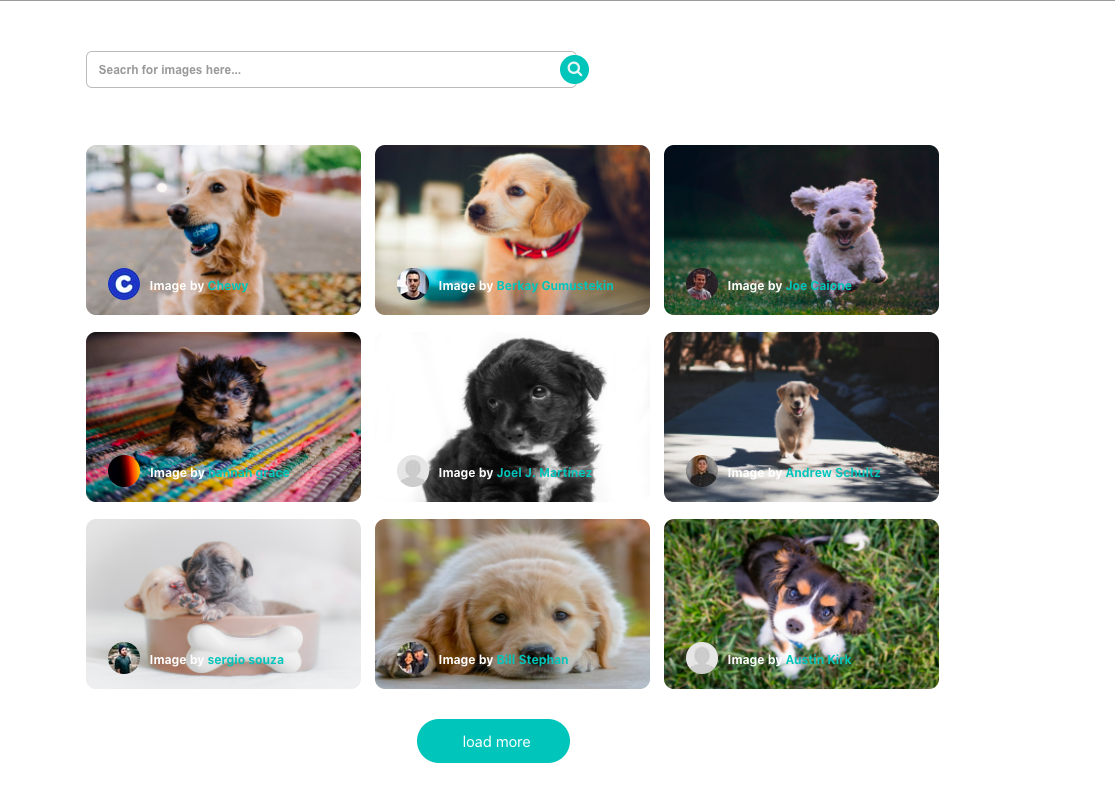 Seacrh for images here...
C
Image by Chewy
Image by Berkay Gumustekin
Image by Joe Caione
Image by
Image by Joel J. Martinez
Image by Andrew Schultz
Image by sergio souza
Image by Bill Stephan
Image by Austin Kirk
load more